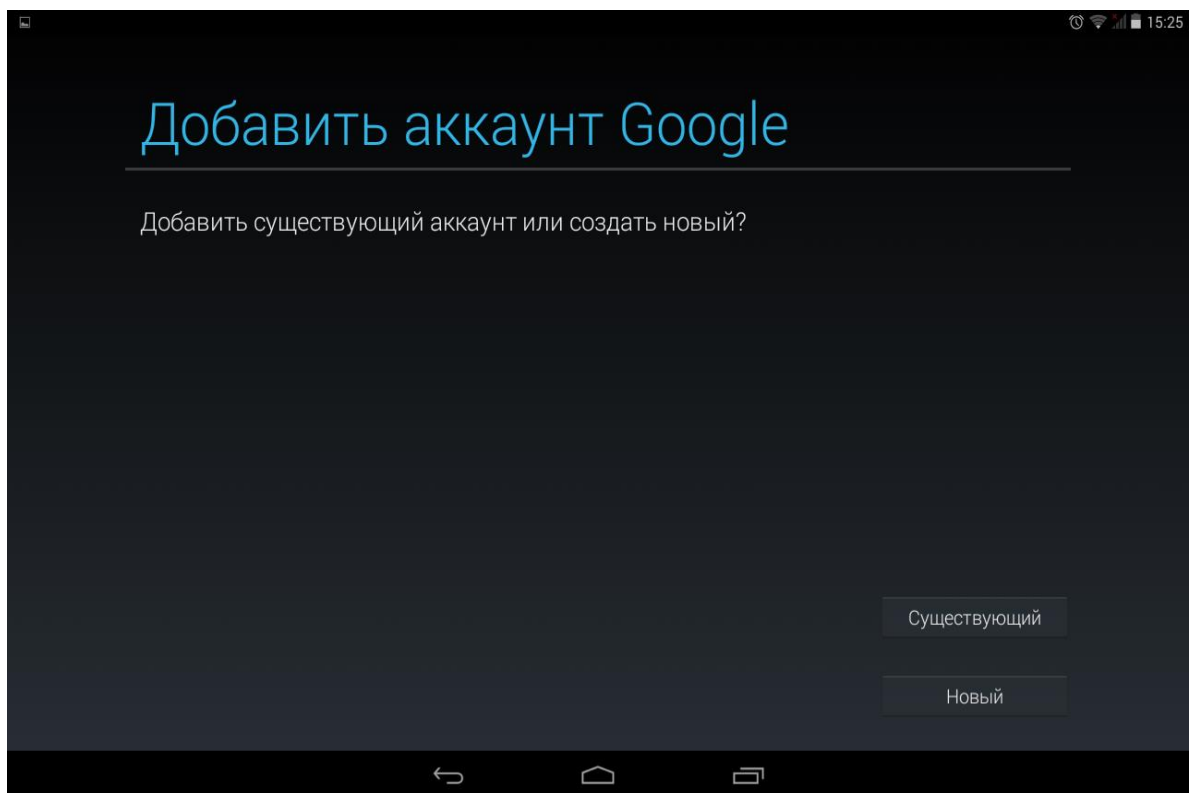 15:25
Добавить аккаунт Google
Добавить существующий аккаунт или создать новый?
Существующий
Новый